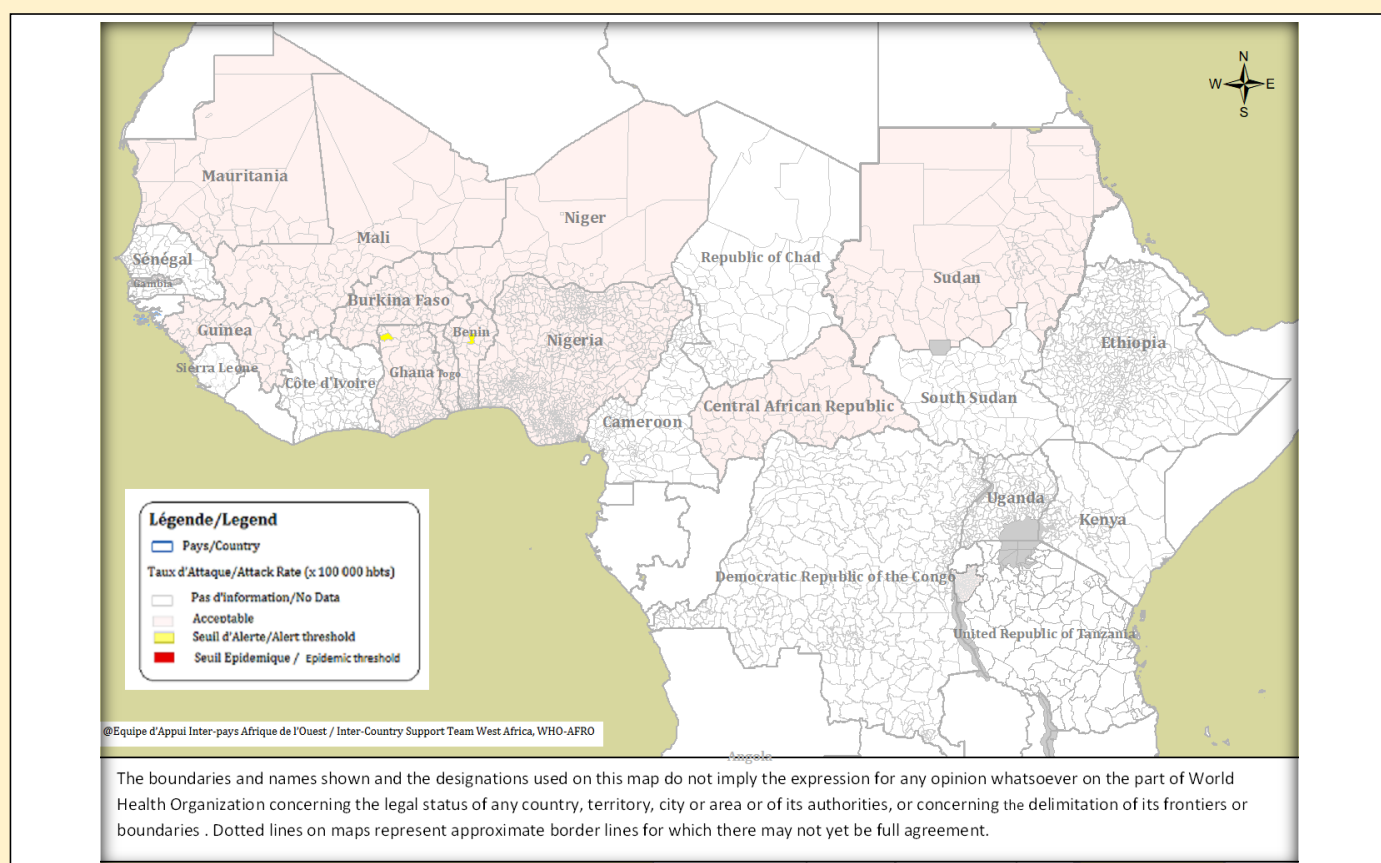 N
W
E
S
Mauritania
Niger
Mali
Sénégal
Republic of Chad
Gambia
Sudan
Burkina Faso
Guinea
Benin
Nigeria
Ethiopia
Sierra Leone
Ghana
Togo
Côte d'Ivoire
South Sudan
Central African Republic
Cameroon
Uganda
Kenya
Democratic Republic of the Congo
United Republic of Tanzania
Angola
Légende/Legend
Pays/Country
Taux d'Attaque/Attack Rate (x 100 000 hbts)
Pas d'information/No Data
Acceptable
Seuil d'Alerte/Alert threshold
Seuil Epidemique / Epidemic threshold
@Equipe d'Appui Inter-pays Afrique de l'Ouest / Inter-Country Support Team West Africa, WHO-AFRO
The boundaries and names shown and the designations used on this map do not imply the expression for any opinion whatsoever on the part of World
Health Organization concerning the legal status of any country, territory, city or area or of its authorities, or concerning the delimitation of its frontiers or
boundaries . Dotted lines on maps represent approximate border lines for which there may not yet be full agreement.